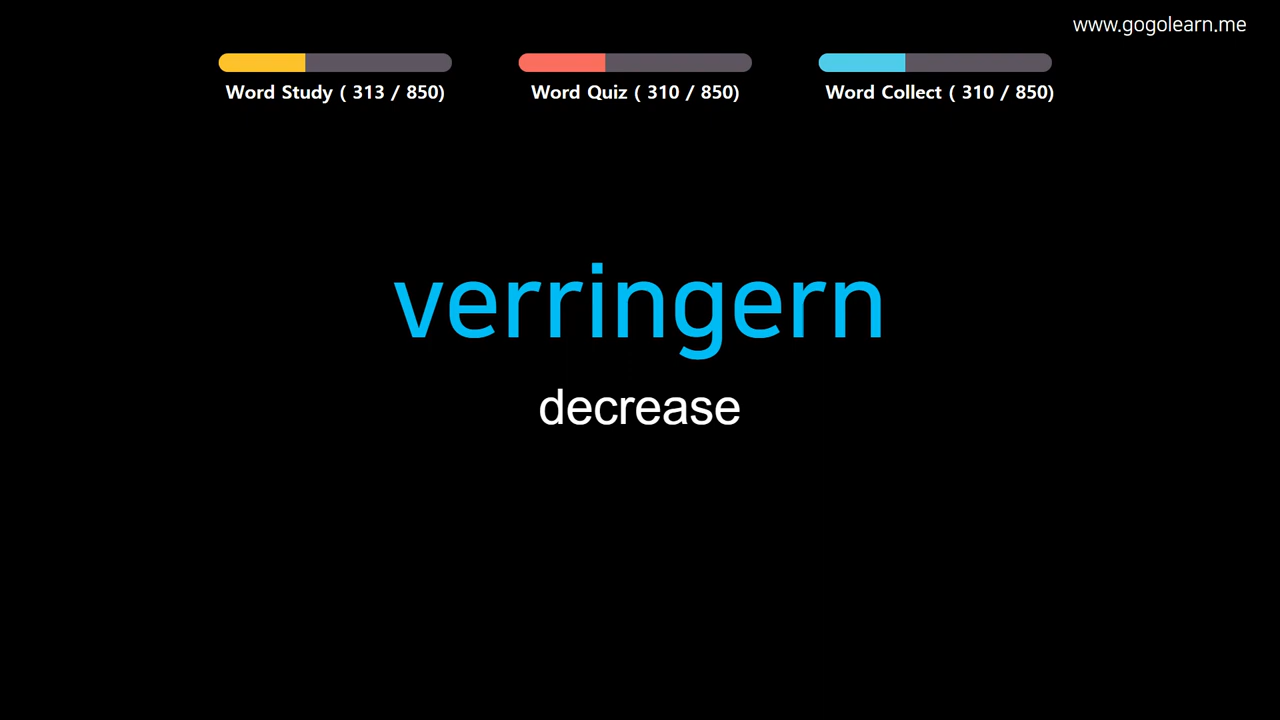 www.gogolearn.me
Word Study ( 313 / 850)
Word Quiz ( 310 / 850)
Word Collect ( 310 / 850)
verringern
decrease